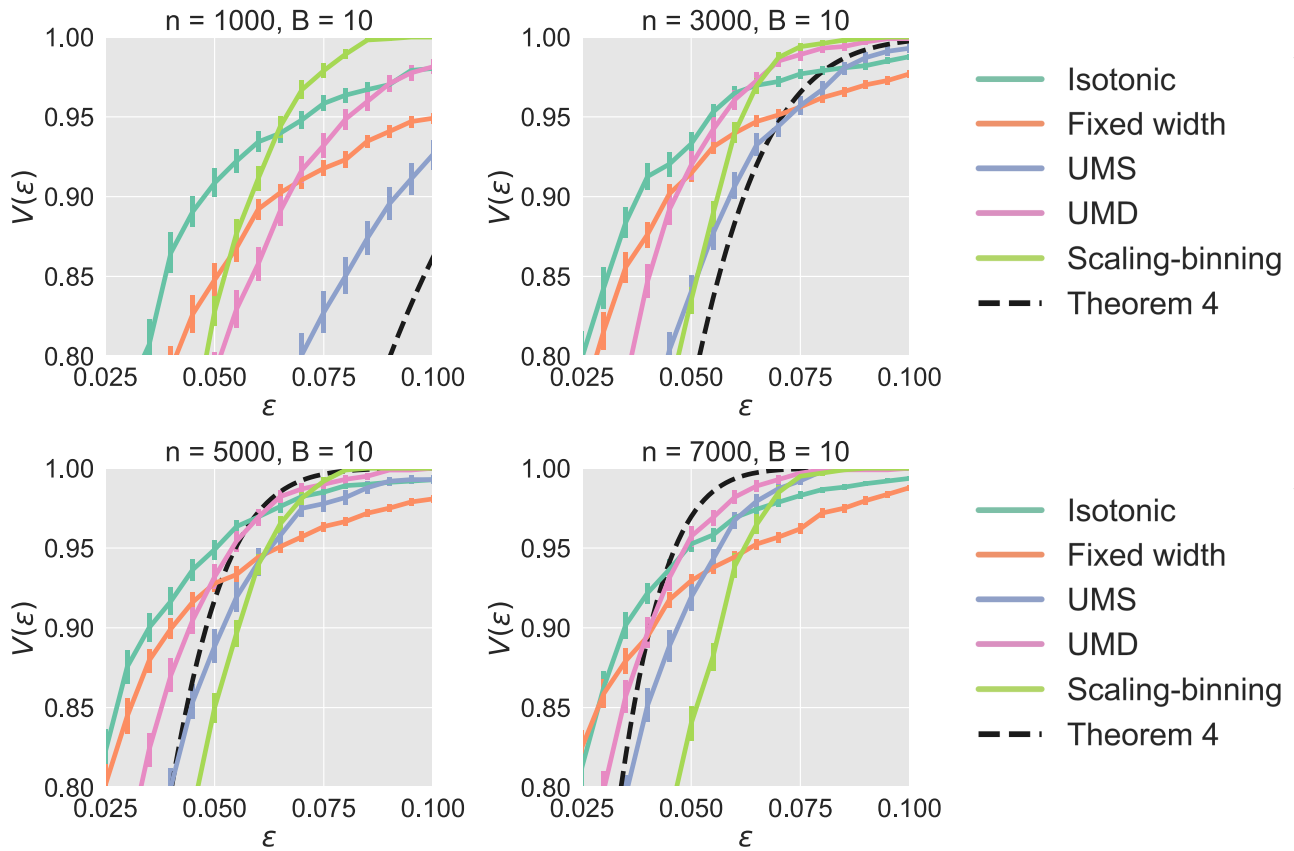 n = 1000, B = 10
1.00
0.95
0.90
0.85
0.80
V(ε)
0.025
0.050
0.075
0.100
ε
n = 3000, B = 10
1.00
0.95
0.90
0.85
0.80
V(ε)
0.025
0.050
0.075
0.100
ε
Isotonic
Fixed width
UMS
UMD
Scaling-binning
Theorem 4
n = 5000, B = 10
1.00
0.95
0.90
0.85
0.80
V(ε)
0.025
0.050
0.075
0.100
ε
n = 7000, B = 10
1.00
0.95
0.90
0.85
0.80
V(ε)
0.025
0.050
0.075
0.100
ε
Isotonic
Fixed width
UMS
UMD
Scaling-binning
Theorem 4